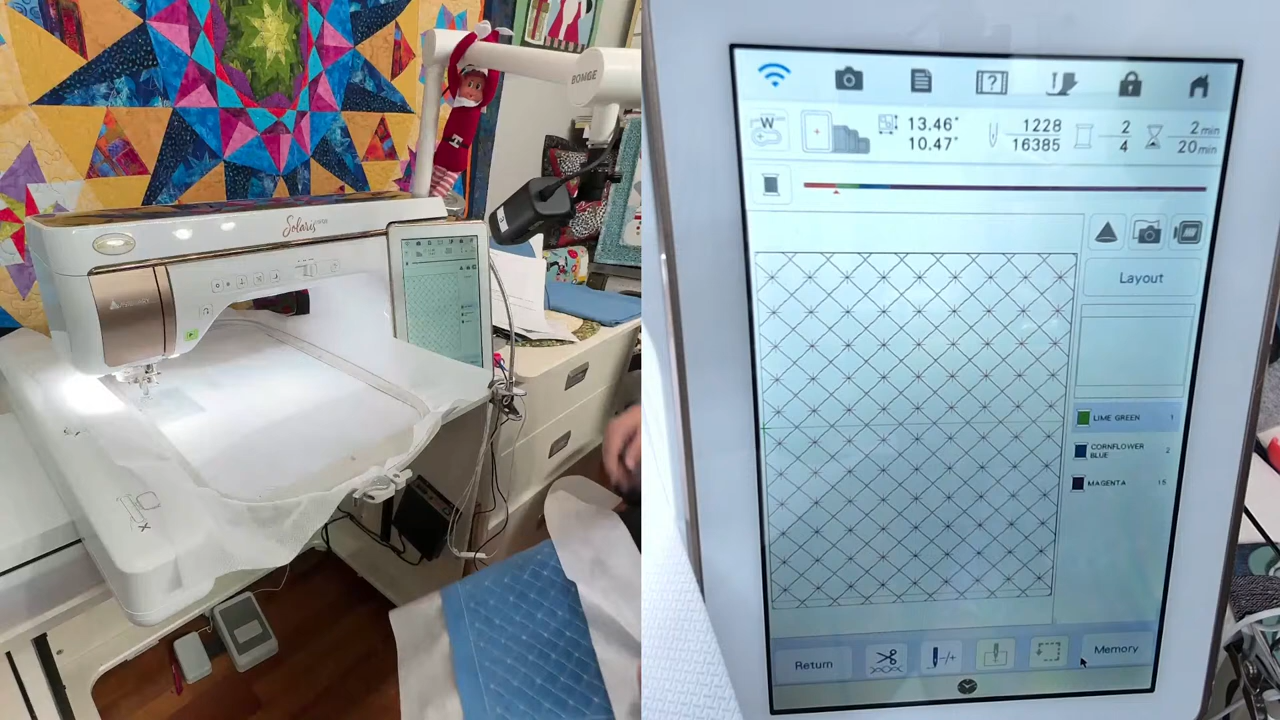 Solaris
BOMGE
T
W
?
13.46"
10.47"
1228
16385
2
4
2 min
20 min
Layout
LIME GREEN 1
CORNFLOWER
BLUE 2
MAGENTA 15
Return
-/+
Memory